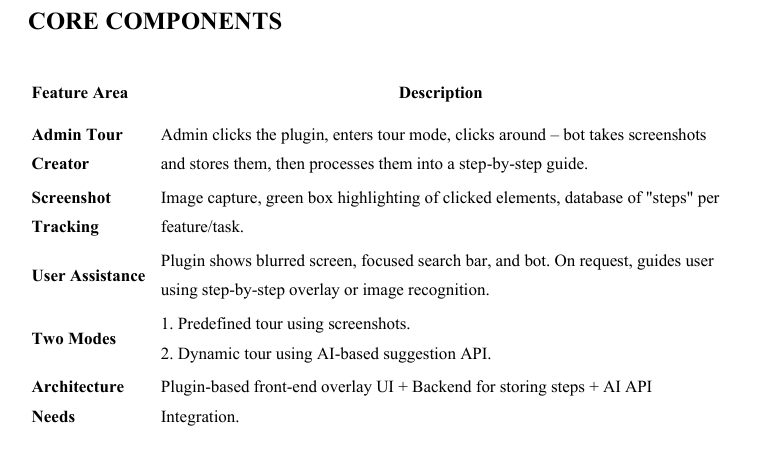 CORE COMPONENTS
Feature Area Description
Admin Tour Creator
Admin clicks the plugin, enters tour mode, clicks around – bot takes screenshots
and stores them, then processes them into a step-by-step guide.
Screenshot Tracking
Image capture, green box highlighting of clicked elements, database of "steps" per
feature/task.
User Assistance
Plugin shows blurred screen, focused search bar, and bot. On request, guides user
using step-by-step overlay or image recognition.
Two Modes
1. Predefined tour using screenshots.
2. Dynamic tour using AI-based suggestion API.
Architecture Needs
Plugin-based front-end overlay UI + Backend for storing steps + AI API
Integration.